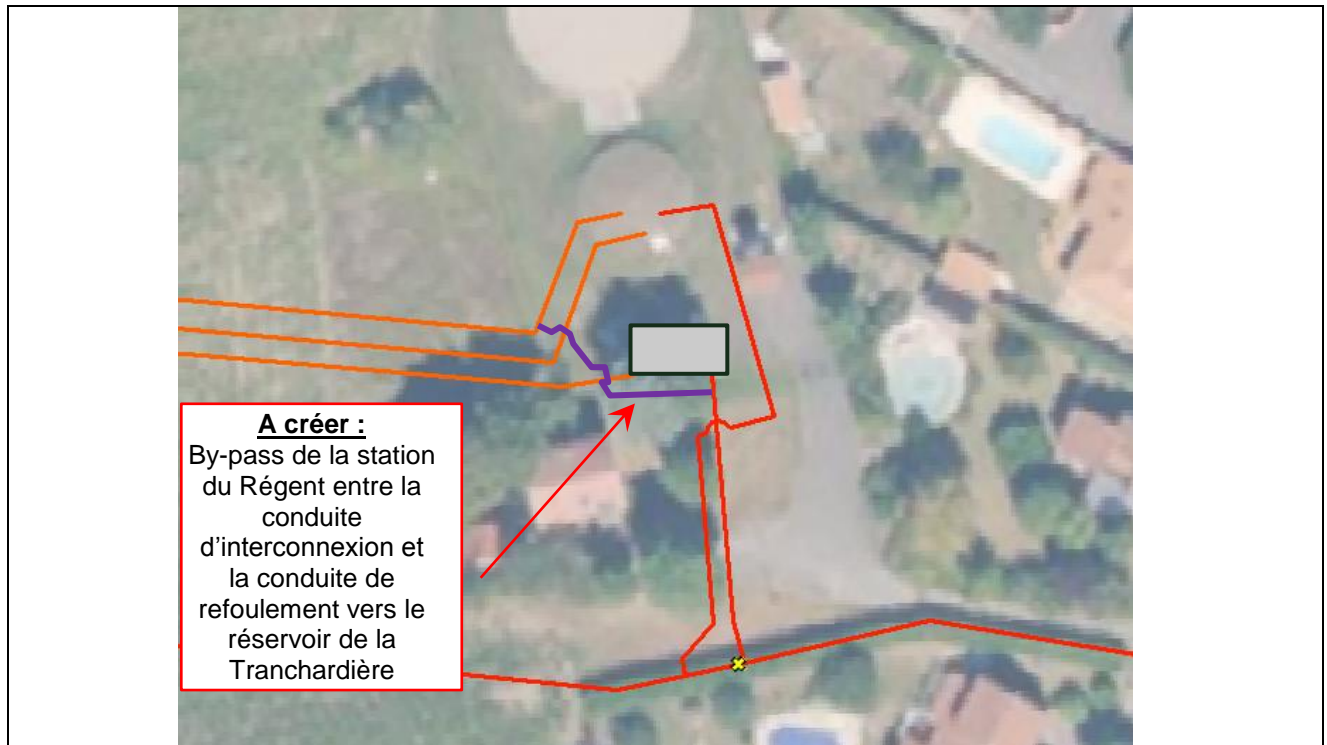 A créer :
By-pass de la station
du Régent entre la
conduite
d'interconnexion et
la conduite de
refoulement vers le
réservoir de la
Tranchardière